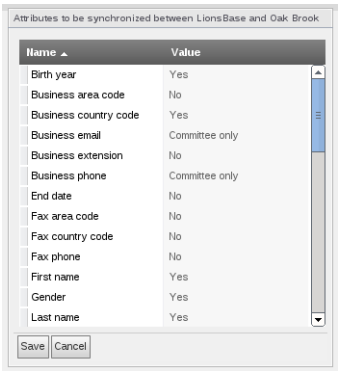 Attributes to be synchronized between LionsBase and Oak Brook
Name Value
Birth year Yes
Business area code No
Business country code Yes
Business email Committee only
Business extension No
Business phone Committee only
End date No
Fax area code No
Fax country code No
Fax phone No
First name Yes
Gender Yes
Last name Yes
Save Cancel